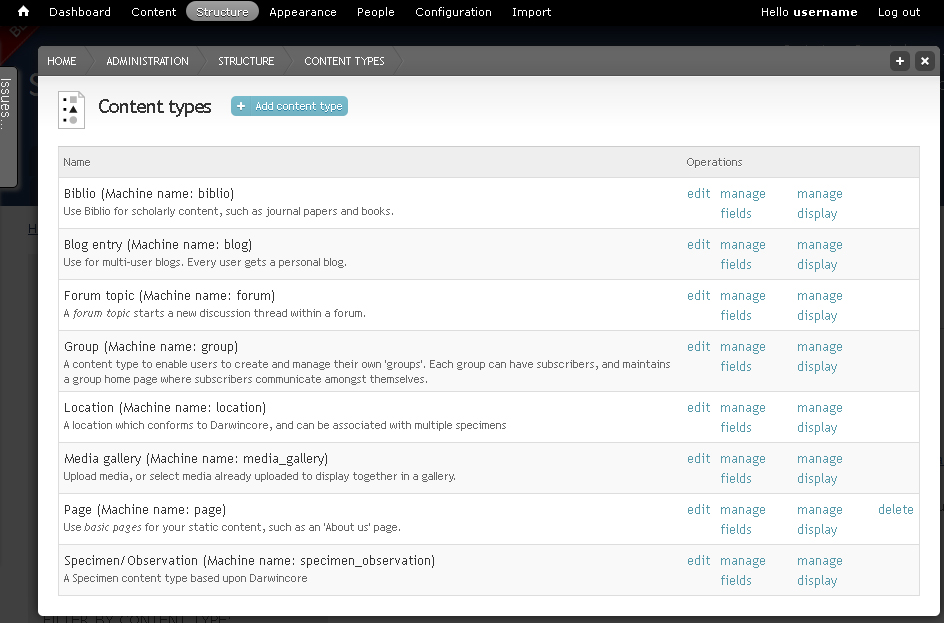 Dashboard Content Structure Appearance People Configuration Import Hello username Log out
HOME ADMINISTRATION STRUCTURE CONTENT TYPES
Issues...
Content types + Add content type
Name Operations
Biblio (Machine name: biblio) edit manage fields manage display
Use Biblio for scholarly content, such as journal papers and books.
Blog entry (Machine name: blog) edit manage fields manage display
Use for multi-user blogs. Every user gets a personal blog.
Forum topic (Machine name: forum) edit manage fields manage display
A forum topic starts a new discussion thread within a forum.
Group (Machine name: group) edit manage fields manage display
A content type to enable users to create and manage their own 'groups'. Each group can have subscribers, and maintains
a group home page where subscribers communicate amongst themselves.
Location (Machine name: location) edit manage fields manage display
A location which conforms to Darwincore, and can be associated with multiple specimens
Media gallery (Machine name: media_gallery) edit manage fields manage display
Upload media, or select media already uploaded to display together in a gallery.
Page (Machine name: page) edit manage fields manage display delete
Use basic pages for your static content, such as an 'About us' page.
Specimen/Observation (Machine name: specimen_observation) edit manage fields manage display
A Specimen content type based upon Darwincore
FILTER BY CONTENT TYPE: